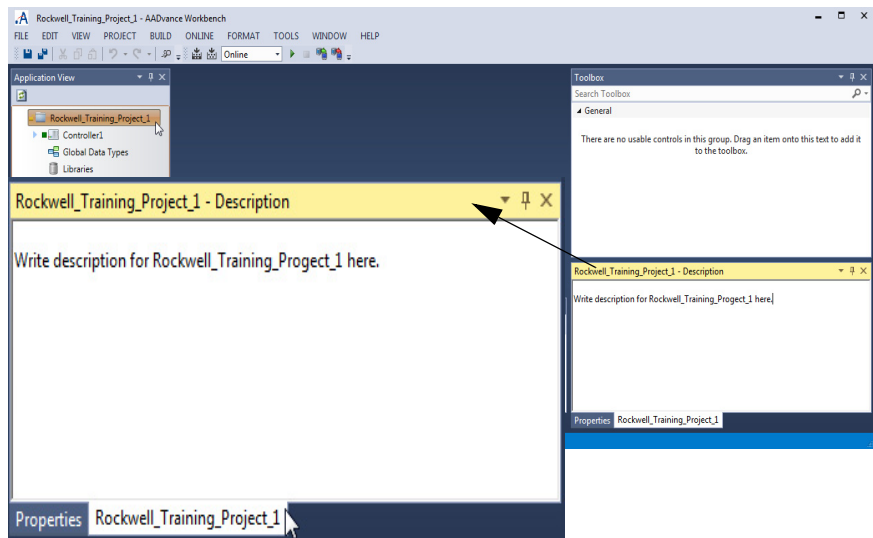 Rockwell_Training_Project_1 - AADvance Workbench
FILE EDIT VIEW PROJECT BUILD ONLINE FORMAT TOOLS WINDOW HELP
Online
Application View
Rockwell_Training_Project_1
Controller1
Global Data Types
Libraries
Toolbox
Search Toolbox
General
There are no usable controls in this group. Drag an item onto this text to add it
to the toolbox.
Rockwell_Training_Project_1 - Description
Write description for Rockwell_Training_Progect_1 here.
Properties Rockwell_Training_Project_1
Rockwell_Training_Project_1 - Description
Write description for Rockwell_Training_Progect_1 here.
Properties Rockwell_Training_Project_1